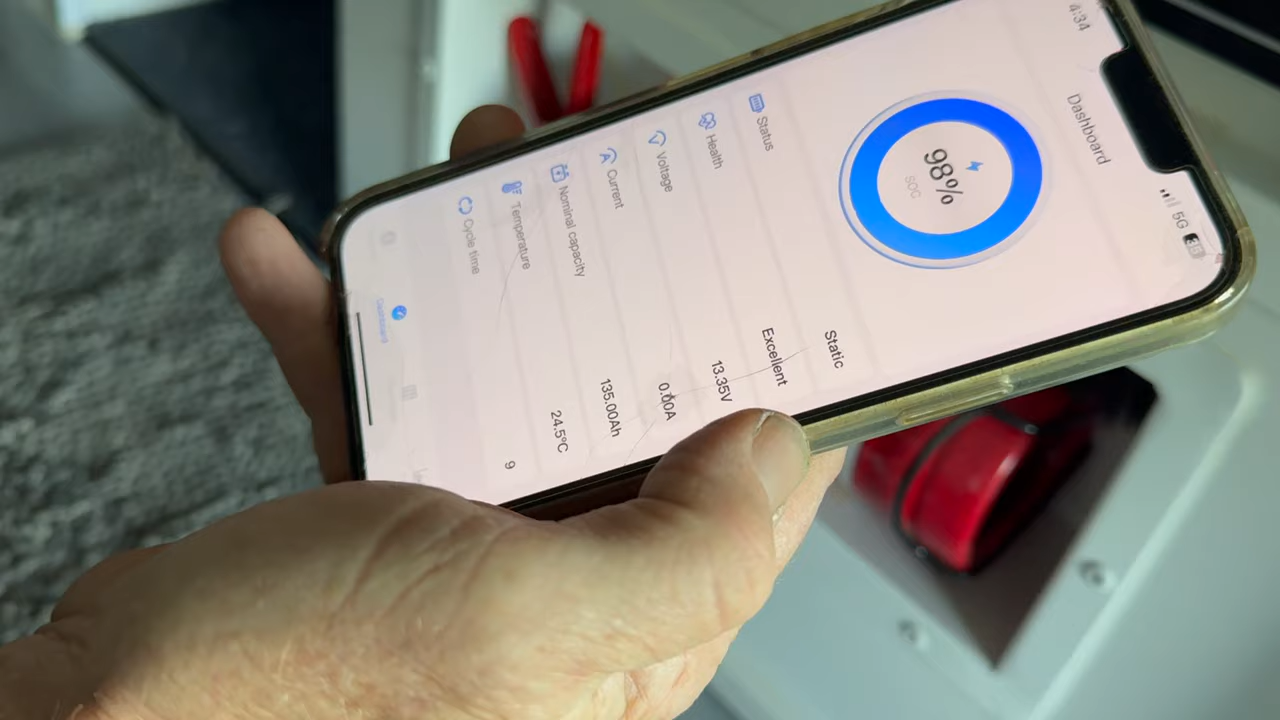 4:34
5G
Dashboard
98%
SOC
Status Static
Health Excellent
Voltage 13.35V
Current 0.00A
Nominal capacity 135.00Ah
Temperature 24.5°C
Cycle time 9
Dashboard